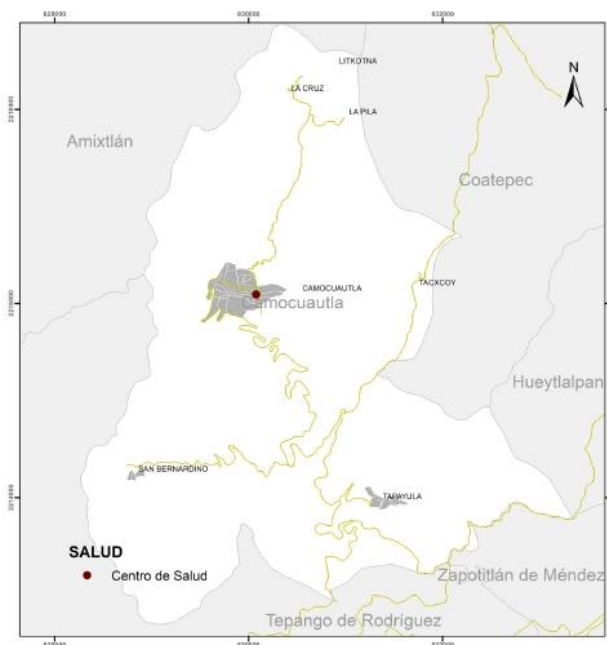 LITKOTNA
N
LA CRUZ
LA PILA
Amixtlán
Coatepec
TACXCOY
CAMOCUAUTLA
Camocuautla
Hueytlalpan
SAN BERNARDINO
TAPAYULA
SALUD
Centro de Salud
Zapotitlán de Méndez
Tepango de Rodríguez